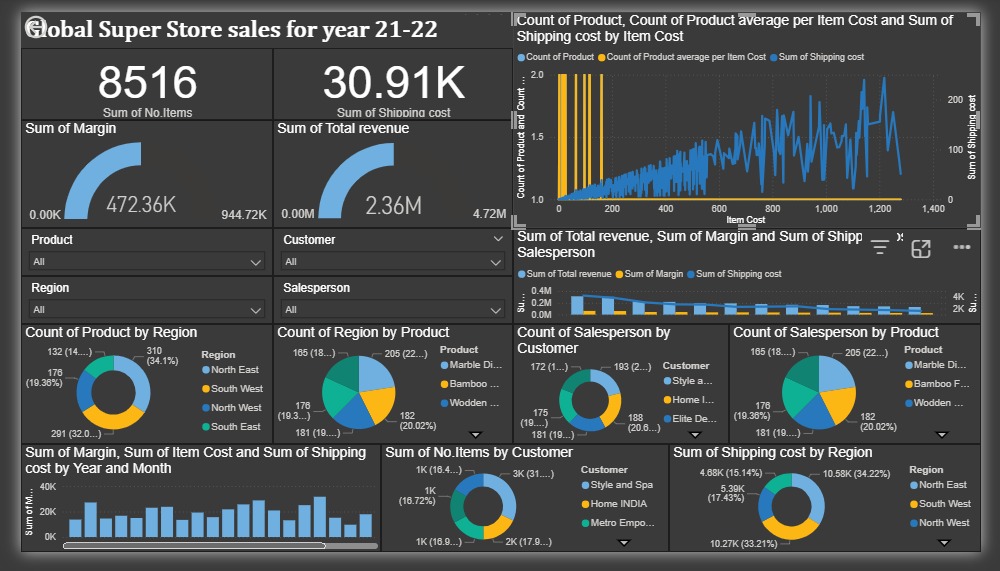 Global Super Store sales for year 21-22
8516
Sum of No.Items
30.91K
Sum of Shipping cost
Sum of Margin
472.36K
0.00K
944.72K
Sum of Total revenue
2.36M
0.00M
4.72M
Product
All
Customer
All
Region
All
Salesperson
All
Count of Product, Count of Product average per Item Cost and Sum of
Shipping cost by Item Cost
Count of Product Count of Product average per Item Cost Sum of Shipping cost
Count of Product and Count ...
2.0
1.5
1.0
200
100
0
Sum of Shipping cost
0 200 400 600 800 1,000 1,200 1,400
Item Cost
Sum of Total revenue, Sum of Margin and Sum of Shipp
Salesperson
Sum of Total revenue Sum of Margin Sum of Shipping cost
Su...
0.4M
0.2M
0.0M
4K
2K
Su...
Count of Product by Region
132 (14....)
310
(34.1%)
176
(19.36%)
291 (32.0...)
Region
North East
South West
North West
South East
Count of Region by Product
165 (18....)
205 (22...)
176
(19.3...)
181 (19....)
182
(20.02%)
Product
Marble Di...
Bamboo ...
Wodden ...
Count of Salesperson by
Customer
172 (1...)
193 (2...)
175
(19....)
181 (19...)
188
(20.6...)
Customer
Style a...
Home I...
Elite De...
Count of Salesperson by Product
165 (18....)
205 (22...)
176
(19.36%)
181 (19....)
182
(20.02%)
Product
Marble Di...
Bamboo F...
Wodden ...
Sum of Margin, Sum of Item Cost and Sum of Shipping
cost by Year and Month
Sum of M...
40K
20K
0K
Sum of No.Items by Customer
1K (16.4...)
3K (31....)
1K
(16.72%)
1K (16.9...)
2K (17.9...)
Customer
Style and Spa
Home INDIA
Metro Empo...
Sum of Shipping cost by Region
4.68K (15.14%)
10.58K (34.22%)
5.39K
(17.43%)
10.27K (33.21%)
Region
North East
South West
North West